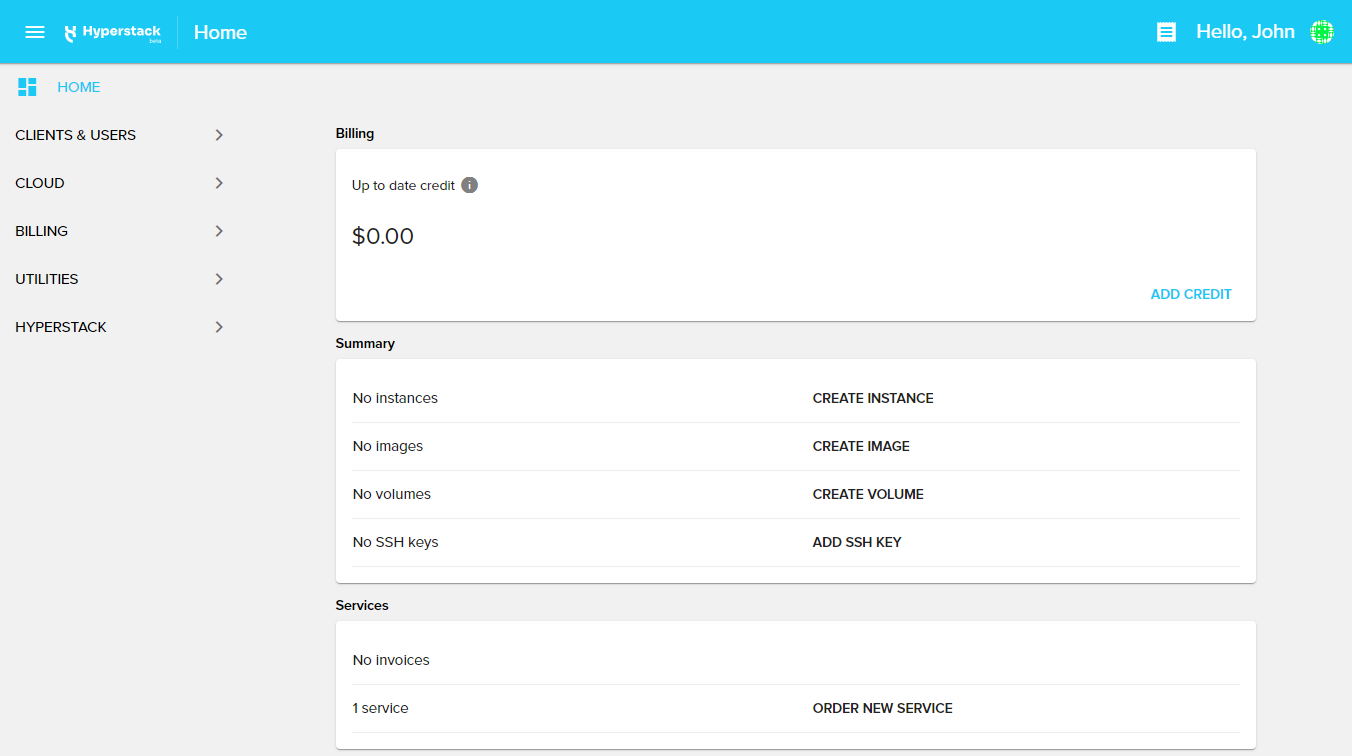 Hyperstack
beta
Home
Hello, John
HOME
CLIENTS & USERS
CLOUD
BILLING
UTILITIES
HYPERSTACK
Billing
Up to date credit
$0.00
ADD CREDIT
Summary
No instances CREATE INSTANCE
No images CREATE IMAGE
No volumes CREATE VOLUME
No SSH keys ADD SSH KEY
Services
No invoices
1 service ORDER NEW SERVICE